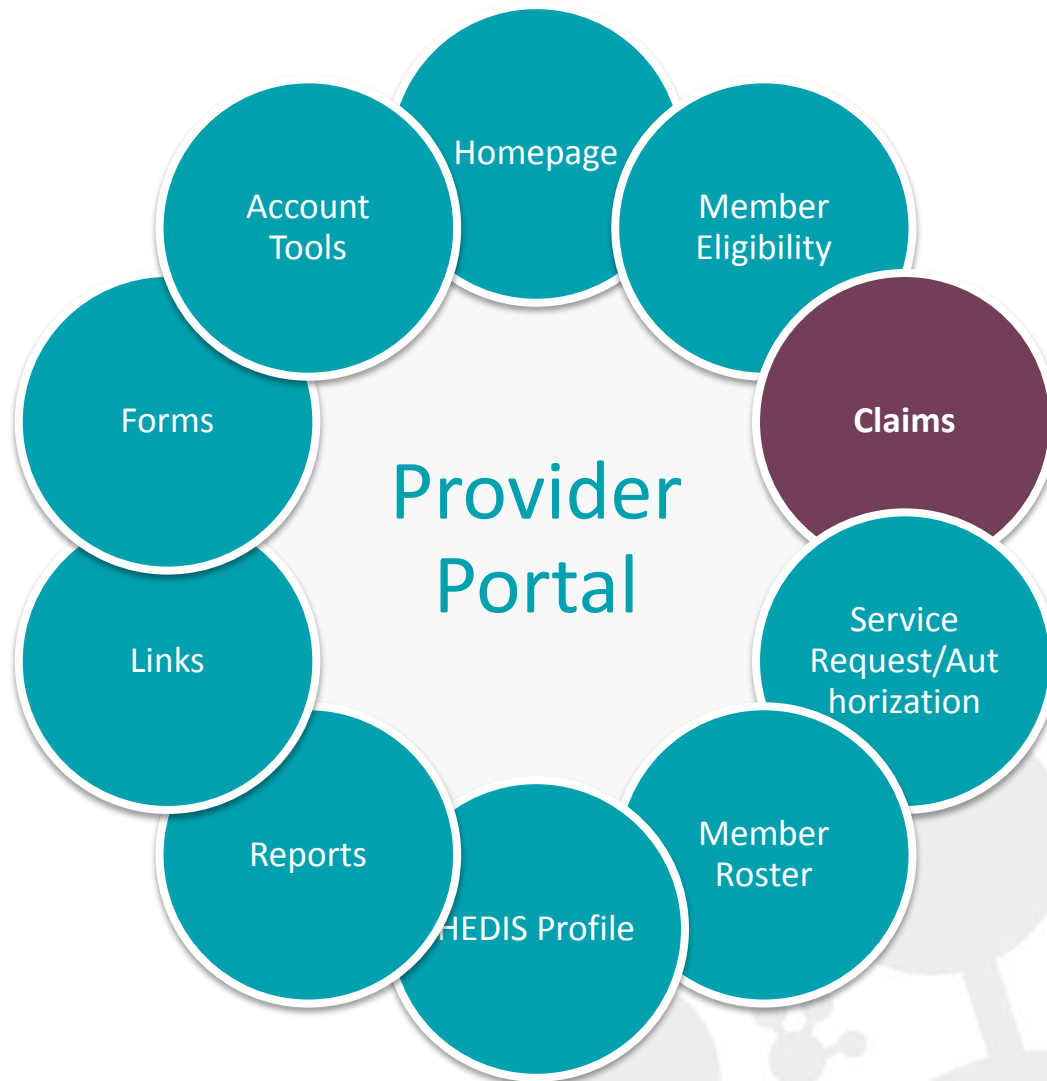 Homepage
Member
Eligibility
Claims
Service
Request/Aut
horization
Member
Roster
HEDIS Profile
Reports
Links
Forms
Account
Tools
Provider
Portal